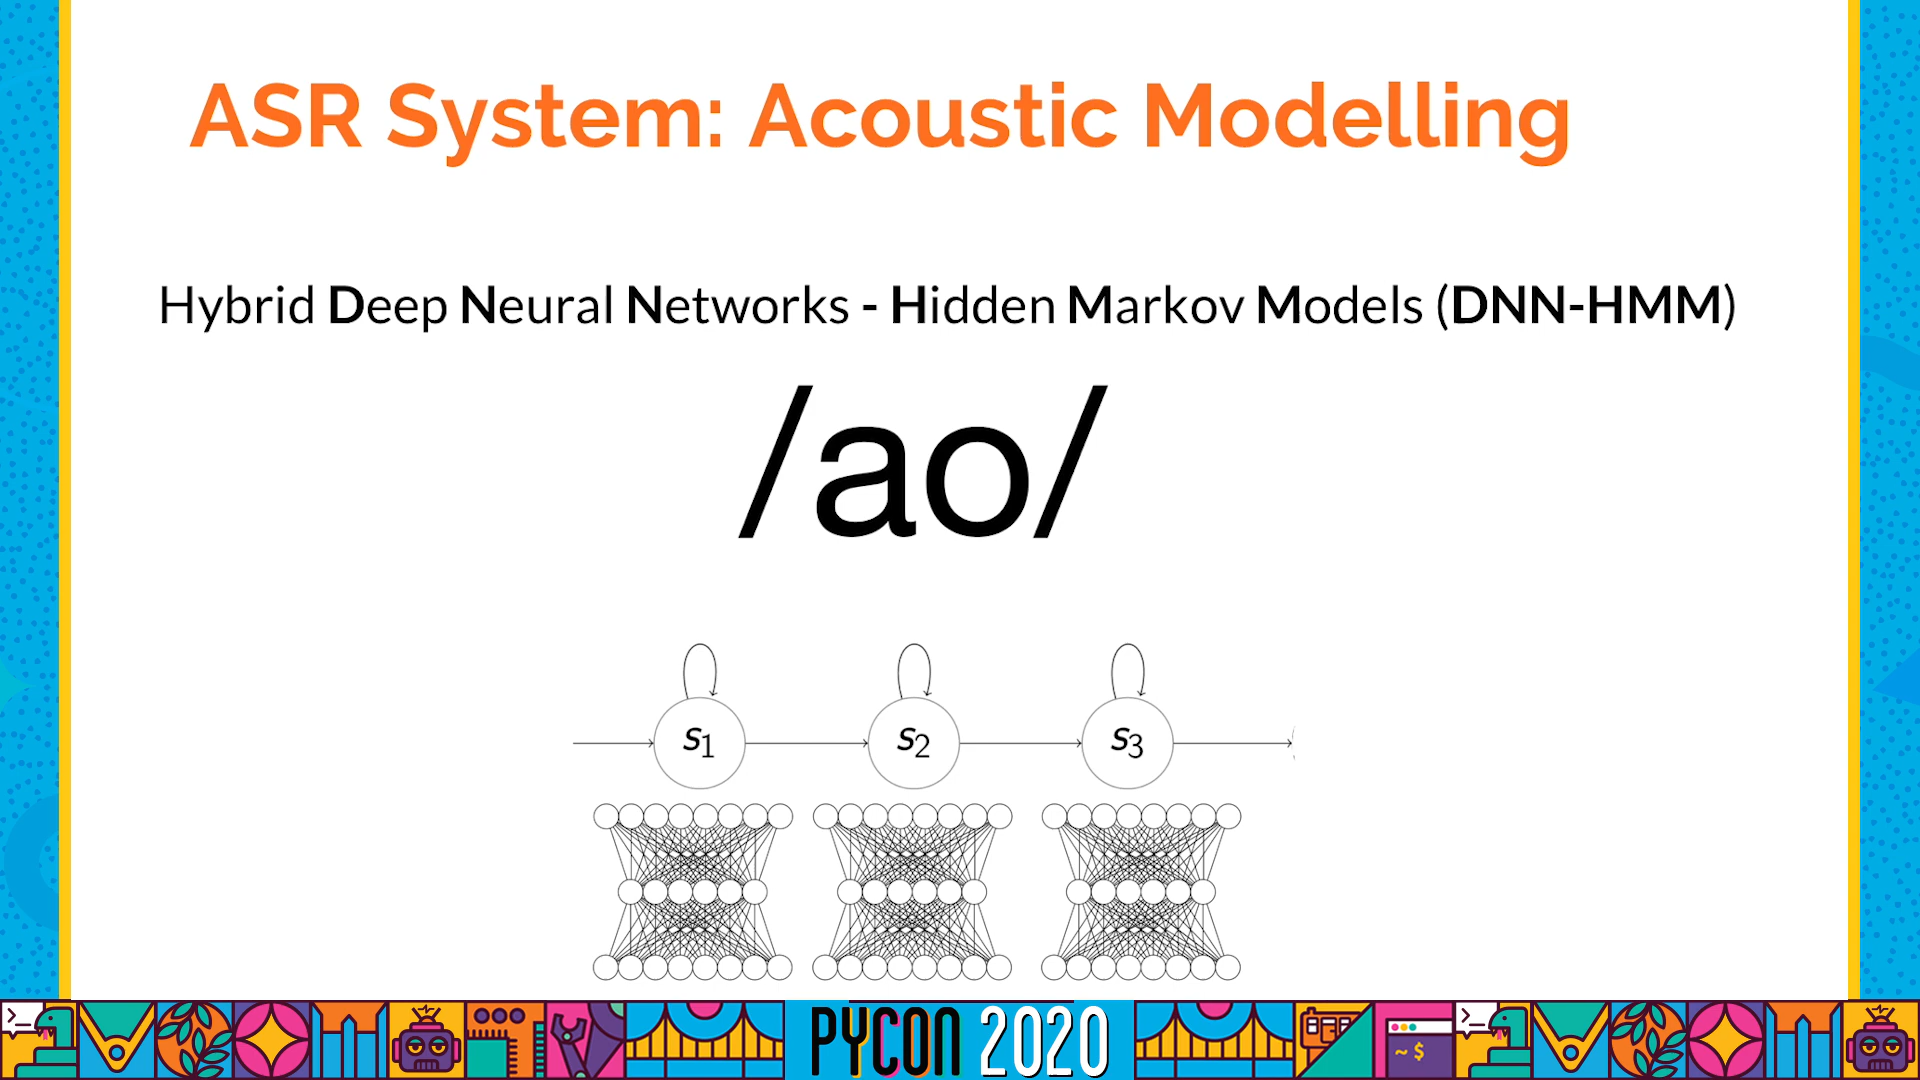 ASR System: Acoustic Modelling
Hybrid Deep Neural Networks - Hidden Markov Models (DNN-HMM)
/ao/
s1 s2 s3
PYCON 2020
~ $